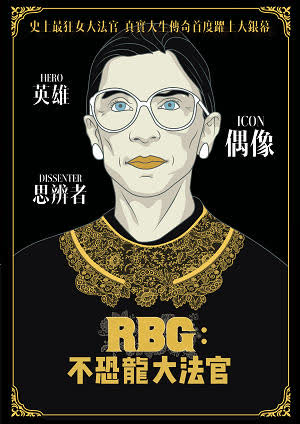 史上最狂女大法官 真實人生傳奇首度躍上大銀幕
HERO
英雄
ICON
偶像
DISSENTER
思辨者
RBG:
不恐龍大法官